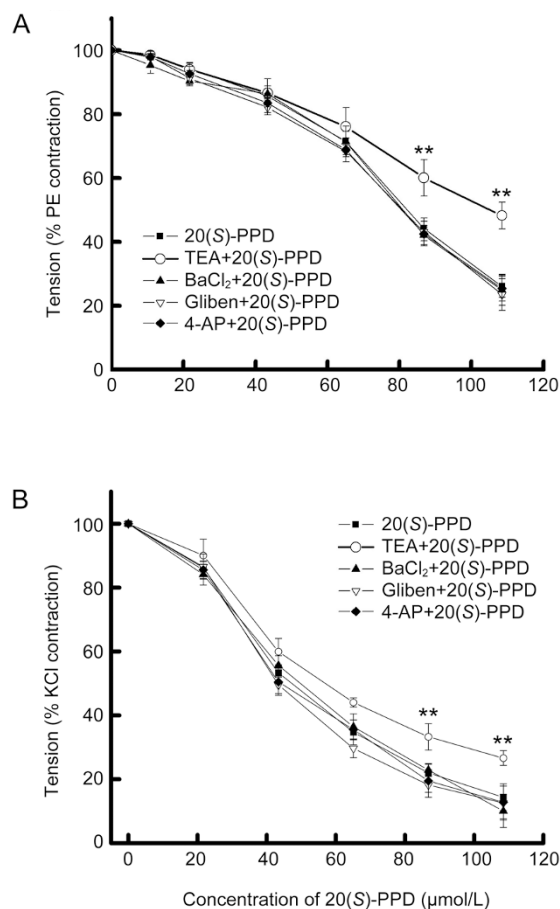 A
Tension (% PE contraction)
100
80
60
40
20
0
**
**
20(S)-PPD
TEA+20(S)-PPD
BaCl₂+20(S)-PPD
Gliben+20(S)-PPD
4-AP+20(S)-PPD
0 20 40 60 80 100 120
B
Tension (% KCl contraction)
100
80
60
40
20
0
20(S)-PPD
TEA+20(S)-PPD
BaCl₂+20(S)-PPD
Gliben+20(S)-PPD
4-AP+20(S)-PPD
**
**
0 20 40 60 80 100 120
Concentration of 20(S)-PPD (μmol/L)